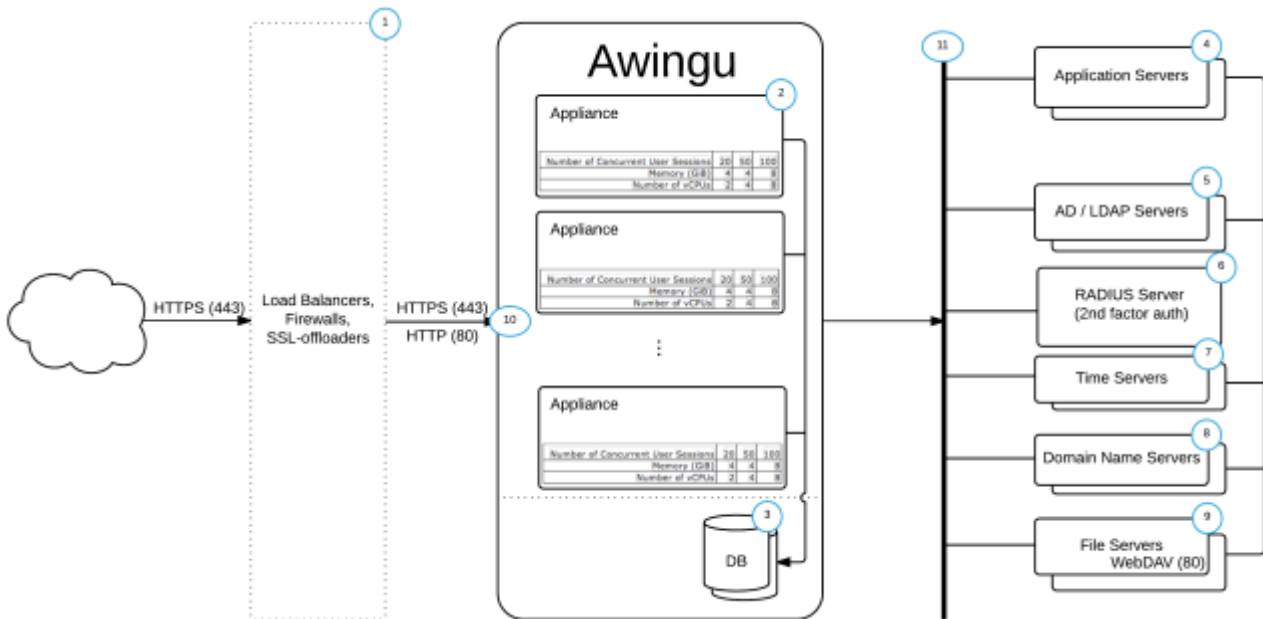 1
11
4
Awingu
Application Servers
2
Appliance
Number of Concurrent User Sessions 20 50 100
Memory (GiB) 4 4 8
Number of vCPUs 2 4 8
5
AD / LDAP Servers
Appliance
Number of Concurrent User Sessions 20 50 100
Memory (GiB) 4 4 8
Number of vCPUs 2 4 8
6
RADIUS Server
(2nd factor auth)
HTTPS (443)
Load Balancers,
Firewalls,
SSL-offloaders
HTTPS (443)
HTTP (80)
10
⋮
7
Time Servers
Appliance
Number of Concurrent User Sessions 20 50 100
Memory (GiB) 4 4 8
Number of vCPUs 2 4 8
8
Domain Name Servers
3
DB
9
File Servers
WebDAV (80)